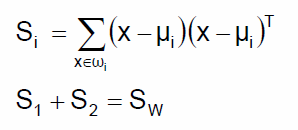 Sᵢ = ∑ₓ∈ωᵢ (x − μᵢ)(x − μᵢ)ᵀ
S₁ + S₂ = S_W